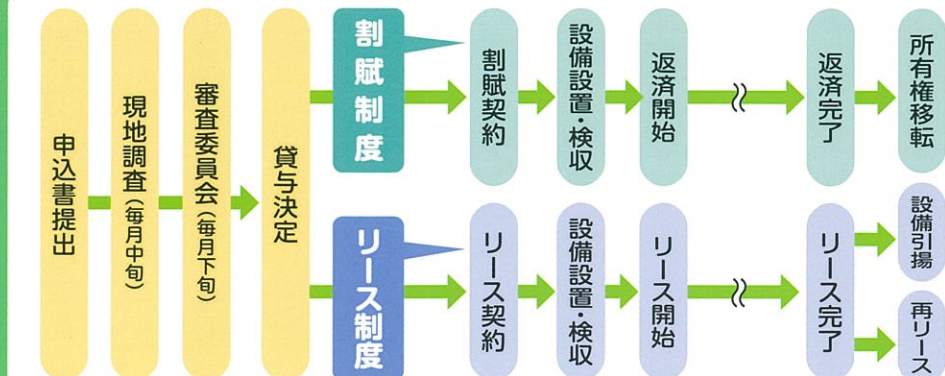 申込書提出
現地調査（毎月中旬）
審査委員会（毎月下旬）
貸与決定
割賦制度
割賦契約
設備設置・検収
返済開始
返済完了
所有権移転
リース制度
リース契約
設備設置・検収
リース開始
リース完了
設備引揚
再リース